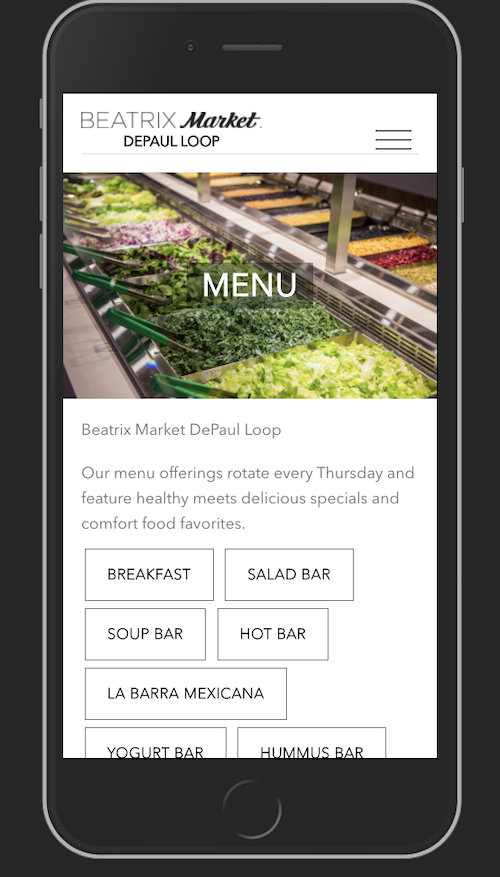 BEATRIX Market.
DEPAUL LOOP
MENU
Beatrix Market DePaul Loop
Our menu offerings rotate every Thursday and
feature healthy meets delicious specials and
comfort food favorites.
BREAKFAST SALAD BAR
SOUP BAR HOT BAR
LA BARRA MEXICANA
YOGURT BAR HUMMUS BAR